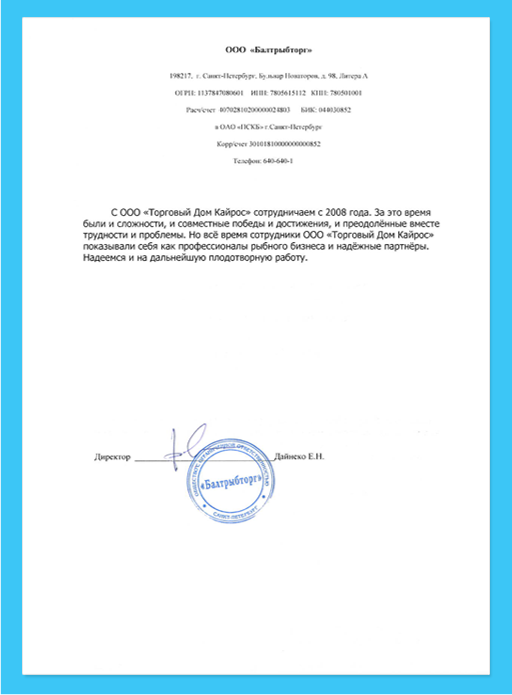 ООО «Балтрыбторг»
198217, г. Санкт-Петербург, Бульвар Новаторов, д. 98, Литера А
ОГРН: 1137847080601 ИНН: 7805615112 КПП: 780501001
Расч/счет 40702810200000024803 БИК: 044030852
в ОАО «ПСКБ» г.Санкт-Петербург
Корр/счет 30101810000000000852
Телефон: 640-640-1
С ООО «Торговый Дом Кайрос» сотрудничаем с 2008 года. За это время
были и сложности, и совместные победы и достижения, и преодолённые вместе
трудности и проблемы. Но всё время сотрудники ООО «Торговый Дом Кайрос»
показывали себя как профессионалы рыбного бизнеса и надёжные партнёры.
Надеемся и на дальнейшую плодотворную работу.
Директор Дайнеко Е.Н.
ОБЩЕСТВО С ОГРАНИЧЕННОЙ ОТВЕТСТВЕННОСТЬЮ
«Балтрыбторг»
САНКТ-ПЕТЕРБУРГ